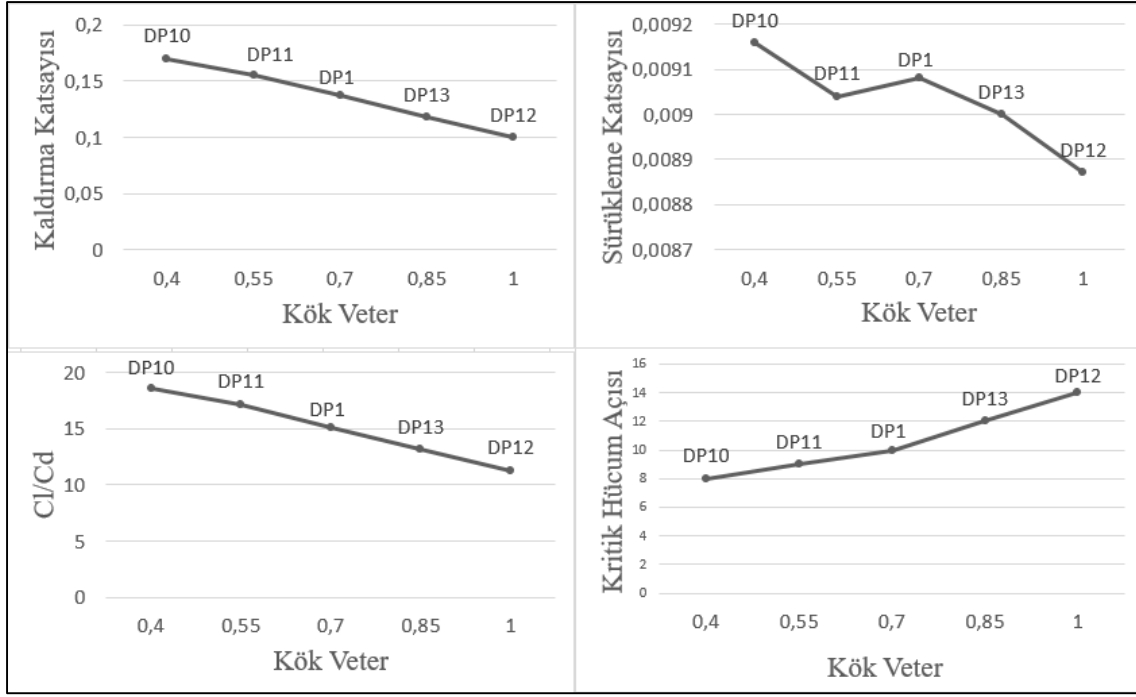 Kaldırma Katsayısı
0,2
0,15
0,1
0,05
0
DP10
DP11
DP1
DP13
DP12
0,4 0,55 0,7 0,85 1
Kök Veter
Sürükleme Katsayısı
0,0092
0,0091
0,009
0,0089
0,0088
0,0087
DP10
DP11
DP1
DP13
DP12
0,4 0,55 0,7 0,85 1
Kök Veter
Cl/Cd
20
15
10
5
0
DP10
DP11
DP1
DP13
DP12
0,4 0,55 0,7 0,85 1
Kök Veter
Kritik Hücum Açısı
16
14
12
10
8
6
4
2
0
DP10
DP11
DP1
DP13
DP12
0,4 0,55 0,7 0,85 1
Kök Veter